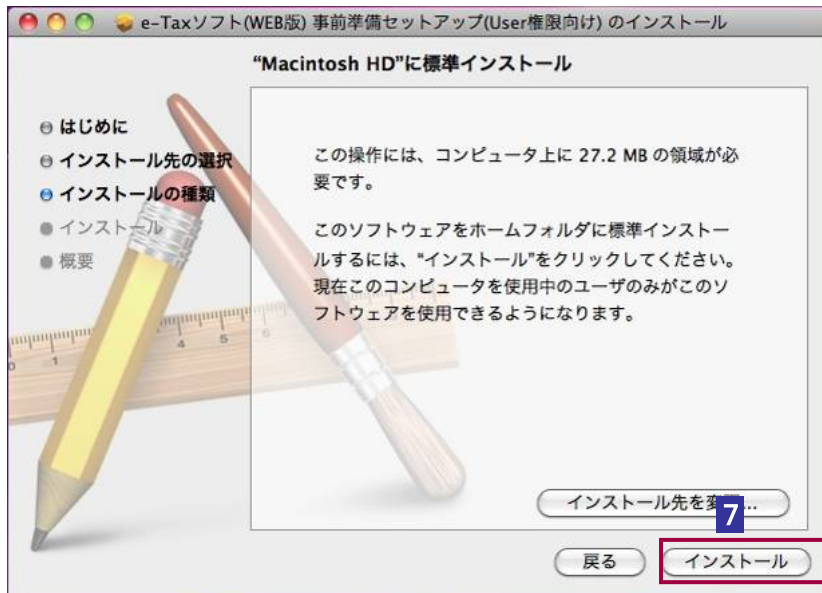 e-Taxソフト(WEB版) 事前準備セットアップ(User権限向け) のインストール
“Macintosh HD”に標準インストール
はじめに
インストール先の選択
インストールの種類
インストール
概要
この操作には、コンピュータ上に 27.2 MB の領域が必
要です。
このソフトウェアをホームフォルダに標準インストー
ルするには、“インストール”をクリックしてください。
現在このコンピュータを使用中のユーザのみがこのソ
フトウェアを使用できるようになります。
0 1 4 5 6
インストール先を変...
7
戻る
インストール